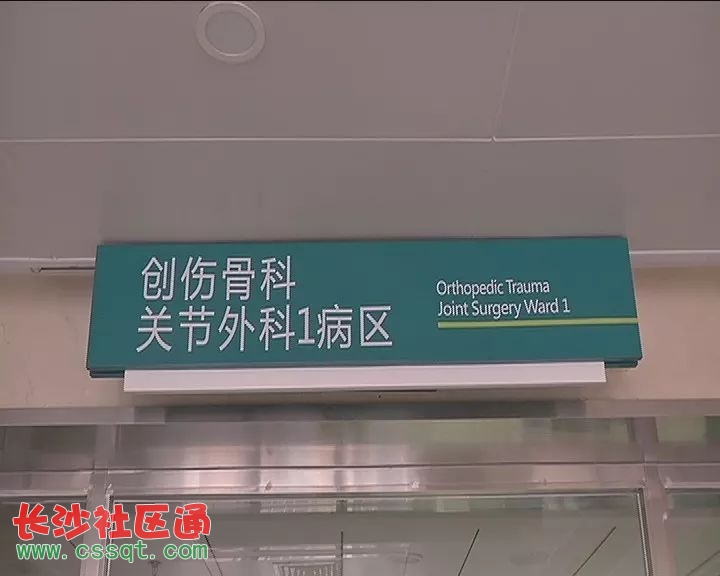 创伤骨科
关节外科1病区
Orthopedic Trauma
Joint Surgery Ward 1
长沙社区通
www.cssqt.com